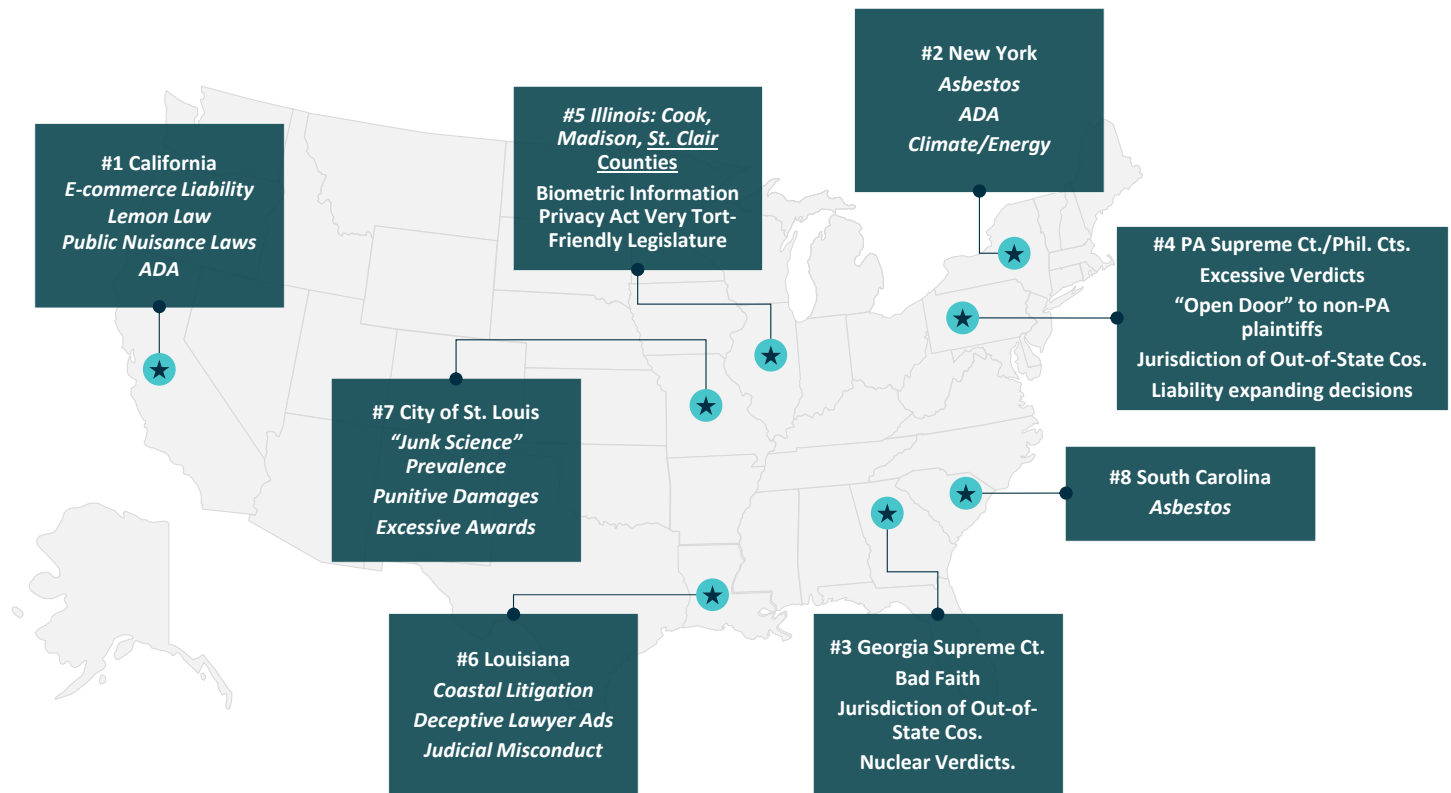 #2 New York
Asbestos
ADA
Climate/Energy
#5 Illinois: Cook,
Madison, St. Clair
Counties
Biometric Information
Privacy Act Very Tort-
Friendly Legislature
#1 California
E-commerce Liability
Lemon Law
Public Nuisance Laws
ADA
#4 PA Supreme Ct./Phil. Cts.
Excessive Verdicts
“Open Door” to non-PA
plaintiffs
Jurisdiction of Out-of-State Cos.
Liability expanding decisions
#7 City of St. Louis
“Junk Science”
Prevalence
Punitive Damages
Excessive Awards
#8 South Carolina
Asbestos
#6 Louisiana
Coastal Litigation
Deceptive Lawyer Ads
Judicial Misconduct
#3 Georgia Supreme Ct.
Bad Faith
Jurisdiction of Out-of-
State Cos.
Nuclear Verdicts.